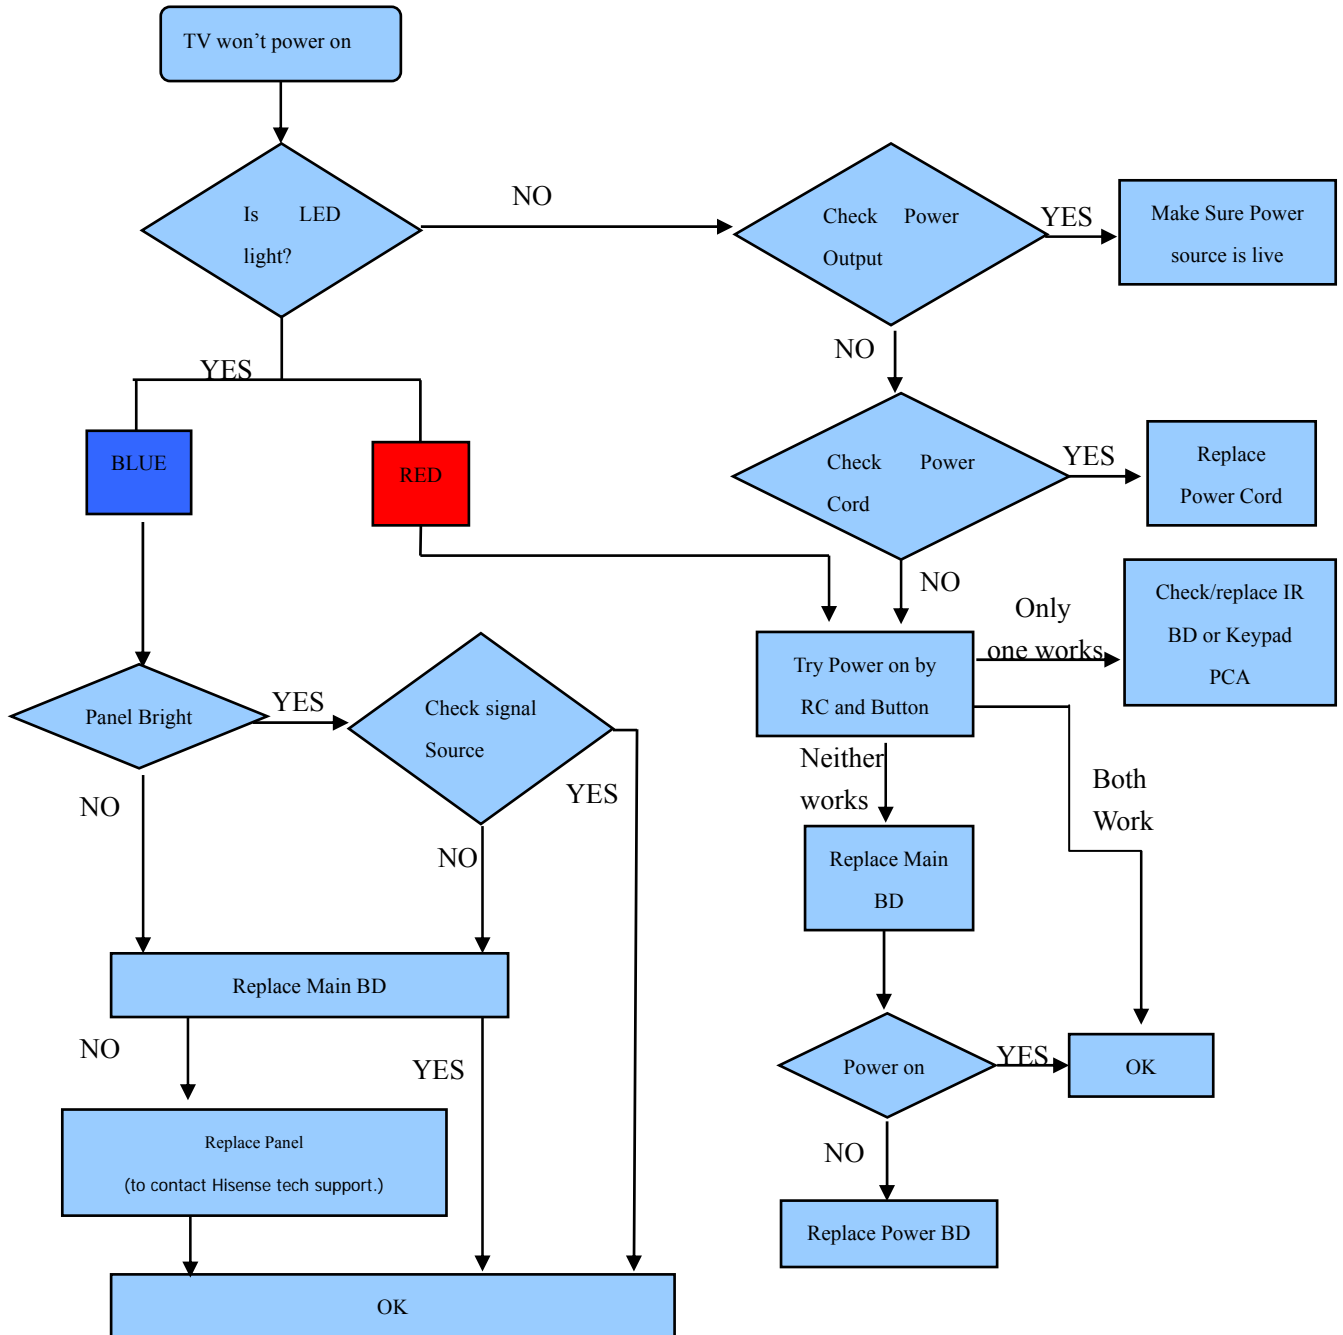 TV won’t power on
Is LED
light?
NO
Check Power
Output
YES
Make Sure Power
source is live
YES
NO
BLUE
RED
Check Power
Cord
YES
Replace
Power Cord
NO
Only
one works
Check/replace IR
BD or Keypad
PCA
Try Power on by
RC and Button
Panel Bright
YES
Check signal
Source
NO
YES
NO
Neither
works
Both
Work
Replace Main
BD
Replace Main BD
NO
YES
Power on
YES
OK
Replace Panel
(to contact Hisense tech support.)
NO
Replace Power BD
OK